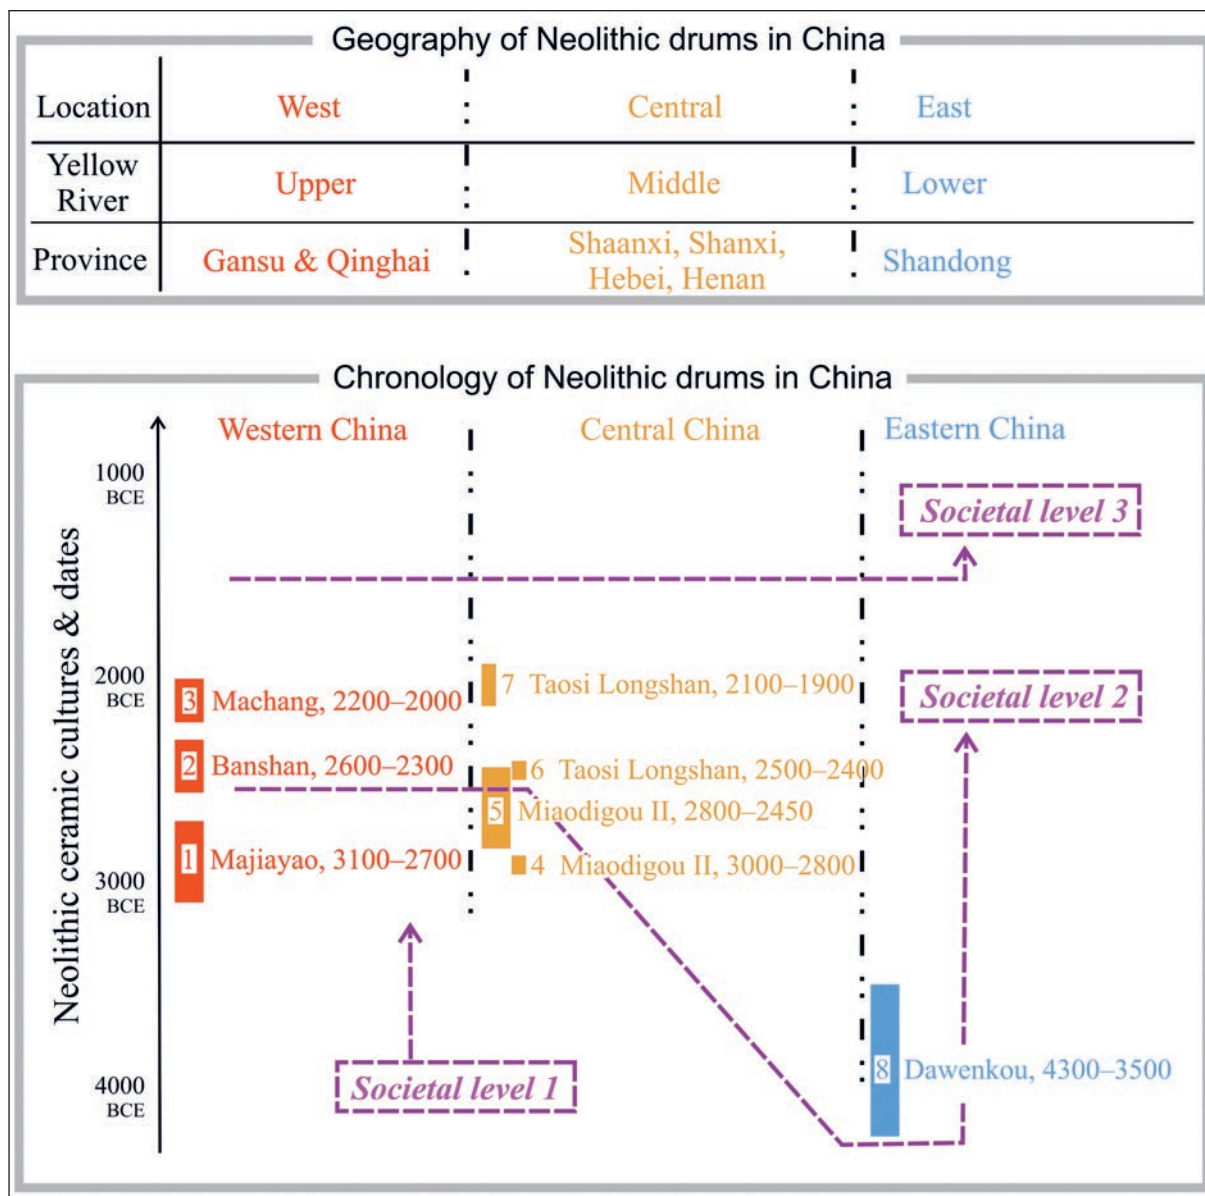 Geography of Neolithic drums in China
Location West Central East
Yellow River Upper Middle Lower
Province Gansu & Qinghai Shaanxi, Shanxi, Hebei, Henan Shandong
Chronology of Neolithic drums in China
Western China Central China Eastern China
Neolithic ceramic cultures & dates
1000 BCE
Societal level 3
2000 BCE
3 Machang, 2200–2000
7 Taosi Longshan, 2100–1900
Societal level 2
2 Banshan, 2600–2300
6 Taosi Longshan, 2500–2400
5 Miaodigou II, 2800–2450
1 Majiayao, 3100–2700
4 Miaodigou II, 3000–2800
3000 BCE
8 Dawenkou, 4300–3500
Societal level 1
4000 BCE